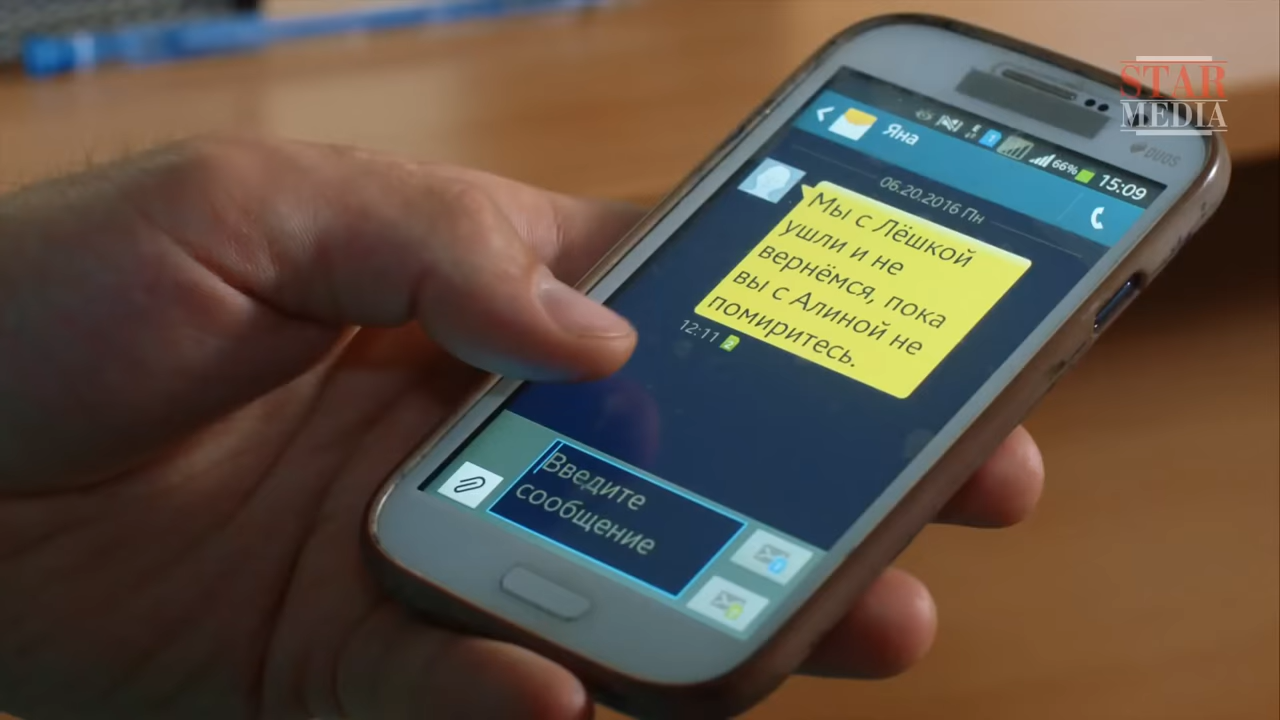 STAR
MEDIA
DUOS
66% 15:09
Яна
06.20.2016 Пн
Мы с Лёшкой
ушли и не
вернёмся, пока
вы с Алиной не
помиритесь.
12:11 2
Введите
сообщение